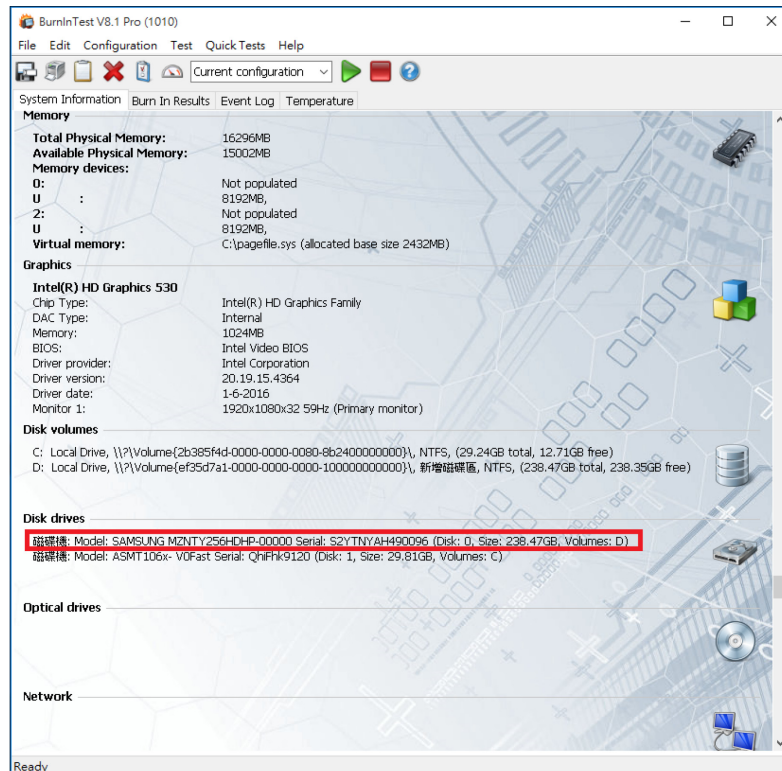 BurnInTest V8.1 Pro (1010)
File Edit Configuration Test Quick Tests Help
Current configuration
System Information Burn In Results Event Log Temperature
Memory
Total Physical Memory: 16296MB
Available Physical Memory: 15002MB
Memory devices:
0: Not populated
U : 8192MB,
2: Not populated
U : 8192MB,
Virtual memory: C:\pagefile.sys (allocated base size 2432MB)
Graphics
Intel(R) HD Graphics 530
Chip Type: Intel(R) HD Graphics Family
DAC Type: Internal
Memory: 1024MB
BIOS: Intel Video BIOS
Driver provider: Intel Corporation
Driver version: 20.19.15.4364
Driver date: 1-6-2016
Monitor 1: 1920x1080x32 59Hz (Primary monitor)
Disk volumes
C: Local Drive, \\?\Volume{2b385f4d-0000-0000-0080-8b2400000000}\, NTFS, (29.24GB total, 12.71GB free)
D: Local Drive, \\?\Volume{ef35d7a1-0000-0000-0000-100000000000}\, 新增磁碟區, NTFS, (238.47GB total, 238.35GB free)
Disk drives
磁碟機: Model: SAMSUNG MZNTY256HDHP-00000 Serial: S2YTNYAH490096 (Disk: 0, Size: 238.47GB, Volumes: D)
磁碟機: Model: ASMT106x- V0Fast Serial: QhiFhk9120 (Disk: 1, Size: 29.81GB, Volumes: C)
Optical drives
Network
Ready